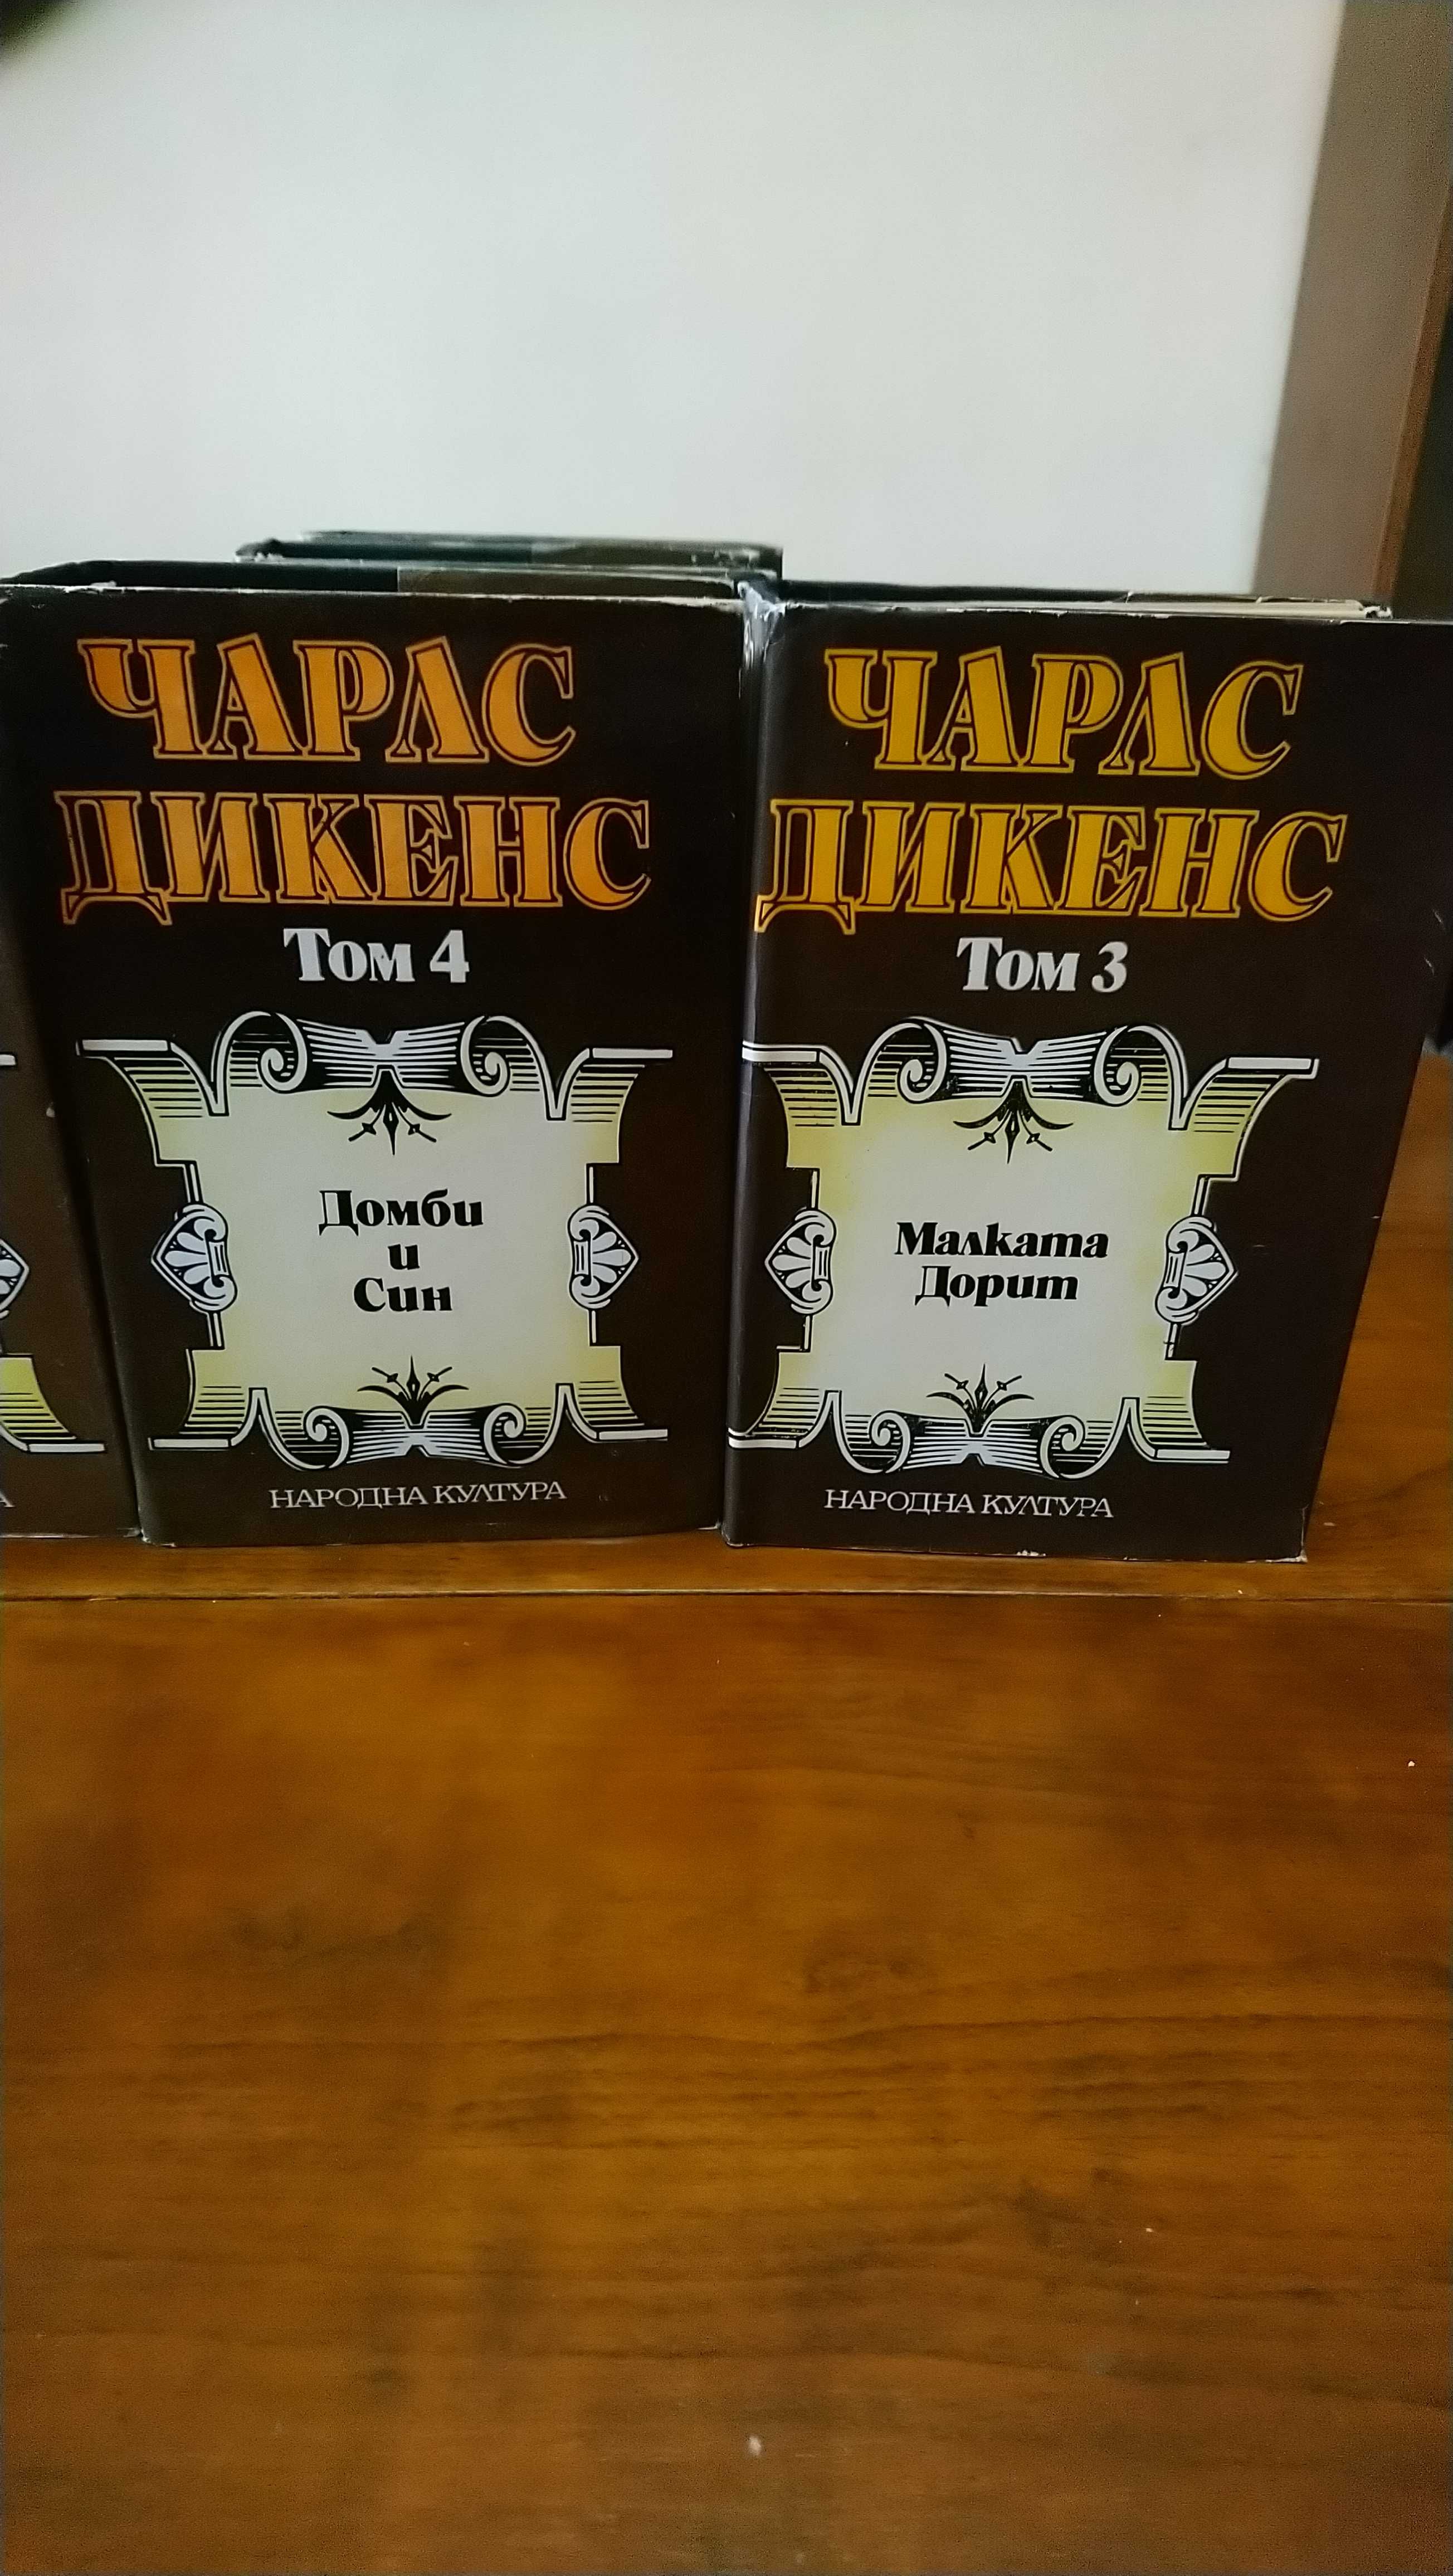 ЧАРЛС
ДИКЕНС
Том 4
Домби
и
Син
НАРОДНА КУЛТУРА
ЧАРЛС
ДИКЕНС
Том 3
Малката
Дорит
НАРОДНА КУЛТУРА